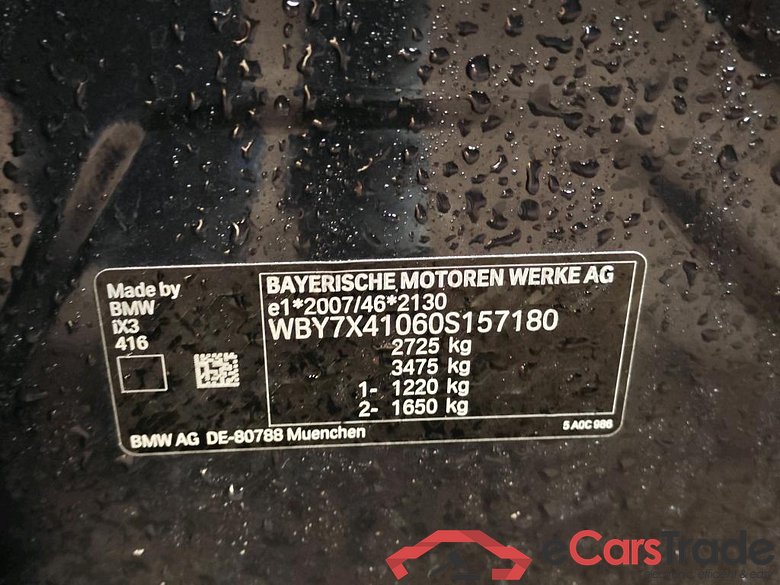 Made by
BMW
iX3
416
BAYERISCHE MOTOREN WERKE AG
e1*2007/46*2130
WBY7X41060S157180
2725 kg
3475 kg
1- 1220 kg
2- 1650 kg
BMW AG DE-80788 Muenchen
5 A0C 986
eCarsTrade